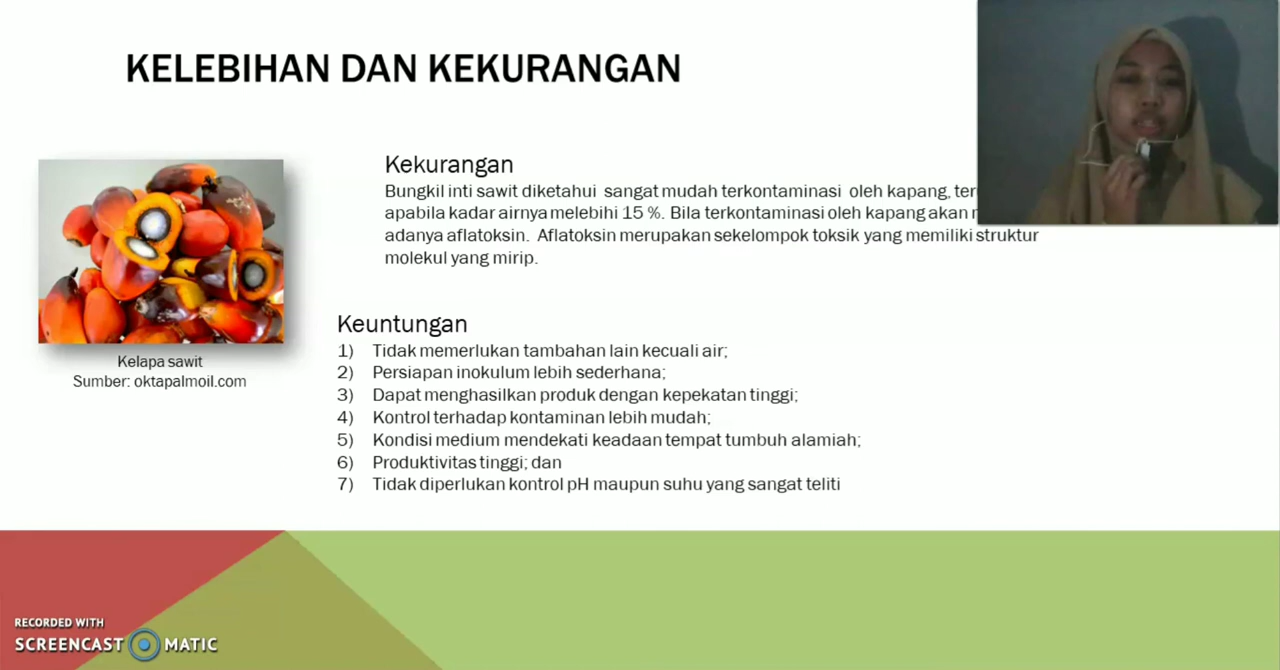 KELEBIHAN DAN KEKURANGAN
Kekurangan
Bungkil inti sawit diketahui sangat mudah terkontaminasi oleh kapang,
apabila kadar airnya melebihi 15 %. Bila terkontaminasi oleh kapang akan
adanya aflatoksin. Aflatoksin merupakan sekelompok toksik yang memiliki struktur
molekul yang mirip.
Keuntungan
1) Tidak memerlukan tambahan lain kecuali air;
2) Persiapan inokulum lebih sederhana;
3) Dapat menghasilkan produk dengan kepekatan tinggi;
4) Kontrol terhadap kontaminan lebih mudah;
5) Kondisi medium mendekati keadaan tempat tumbuh alamiah;
6) Produktivitas tinggi; dan
7) Tidak diperlukan kontrol pH maupun suhu yang sangat teliti
Kelapa sawit
Sumber: oktapalmoil.com
RECORDED WITH
SCREENCAST MATIC